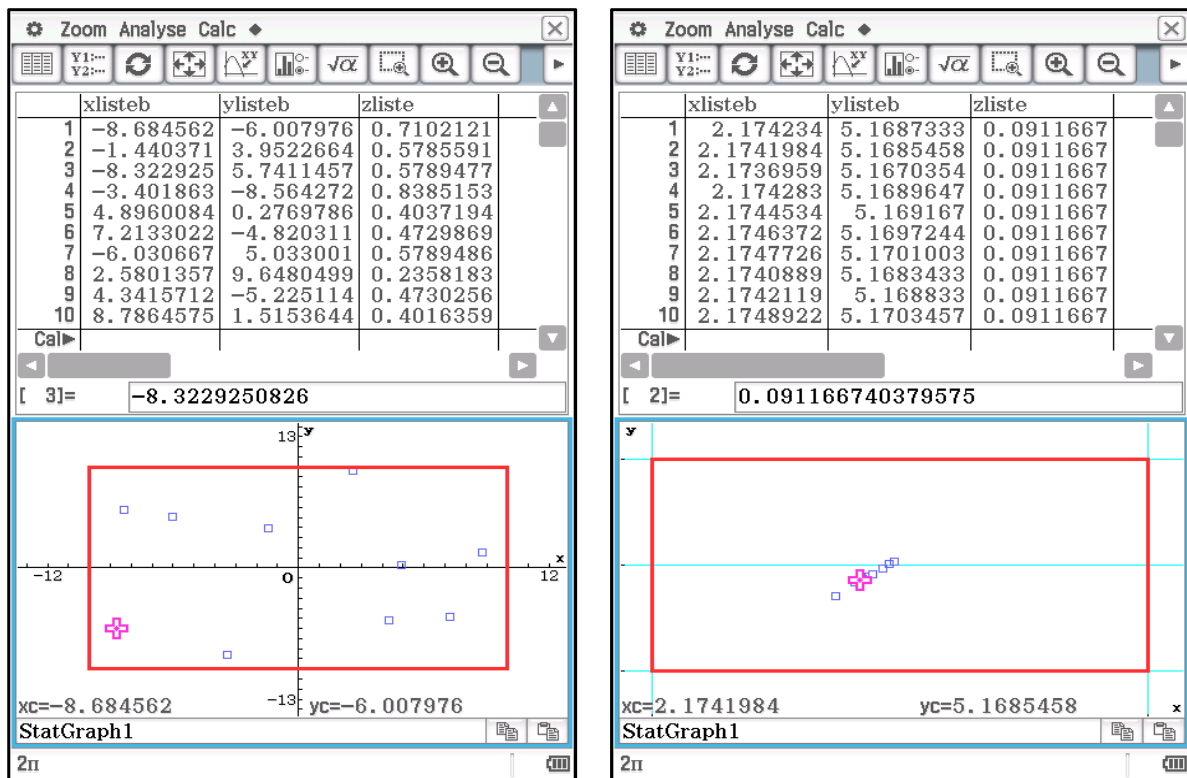 Zoom Analyse Calc ◆
Y1:···
Y2:···
XY
√α
xlisteb ylisteb zliste
1 −8.684562 −6.007976 0.7102121
2 −1.440371 3.9522664 0.5785591
3 −8.322925 5.7411457 0.5789477
4 −3.401863 −8.564272 0.8385153
5 4.8960084 0.2769786 0.4037194
6 7.2133022 −4.820311 0.4729869
7 −6.030667 5.033001 0.5789486
8 2.5801357 9.6480499 0.2358183
9 4.3415712 −5.225114 0.4730256
10 8.7864575 1.5153644 0.4016359
Cal►
[ 3]= −8.3229250826
13 y
x
−12 O 12
−13
xc=−8.684562 yc=−6.007976
StatGraph1
2π
Zoom Analyse Calc ◆
Y1:···
Y2:···
XY
√α
xlisteb ylisteb zliste
1 2.174234 5.1687333 0.0911667
2 2.1741984 5.1685458 0.0911667
3 2.1736959 5.1670354 0.0911667
4 2.174283 5.1689647 0.0911667
5 2.1744534 5.169167 0.0911667
6 2.1746372 5.1697244 0.0911667
7 2.1747726 5.1701003 0.0911667
8 2.1740889 5.1683433 0.0911667
9 2.1742119 5.168833 0.0911667
10 2.1748922 5.1703457 0.0911667
Cal►
[ 2]= 0.091166740379575
y
xc=2.1741984 yc=5.1685458 x
StatGraph1
2π